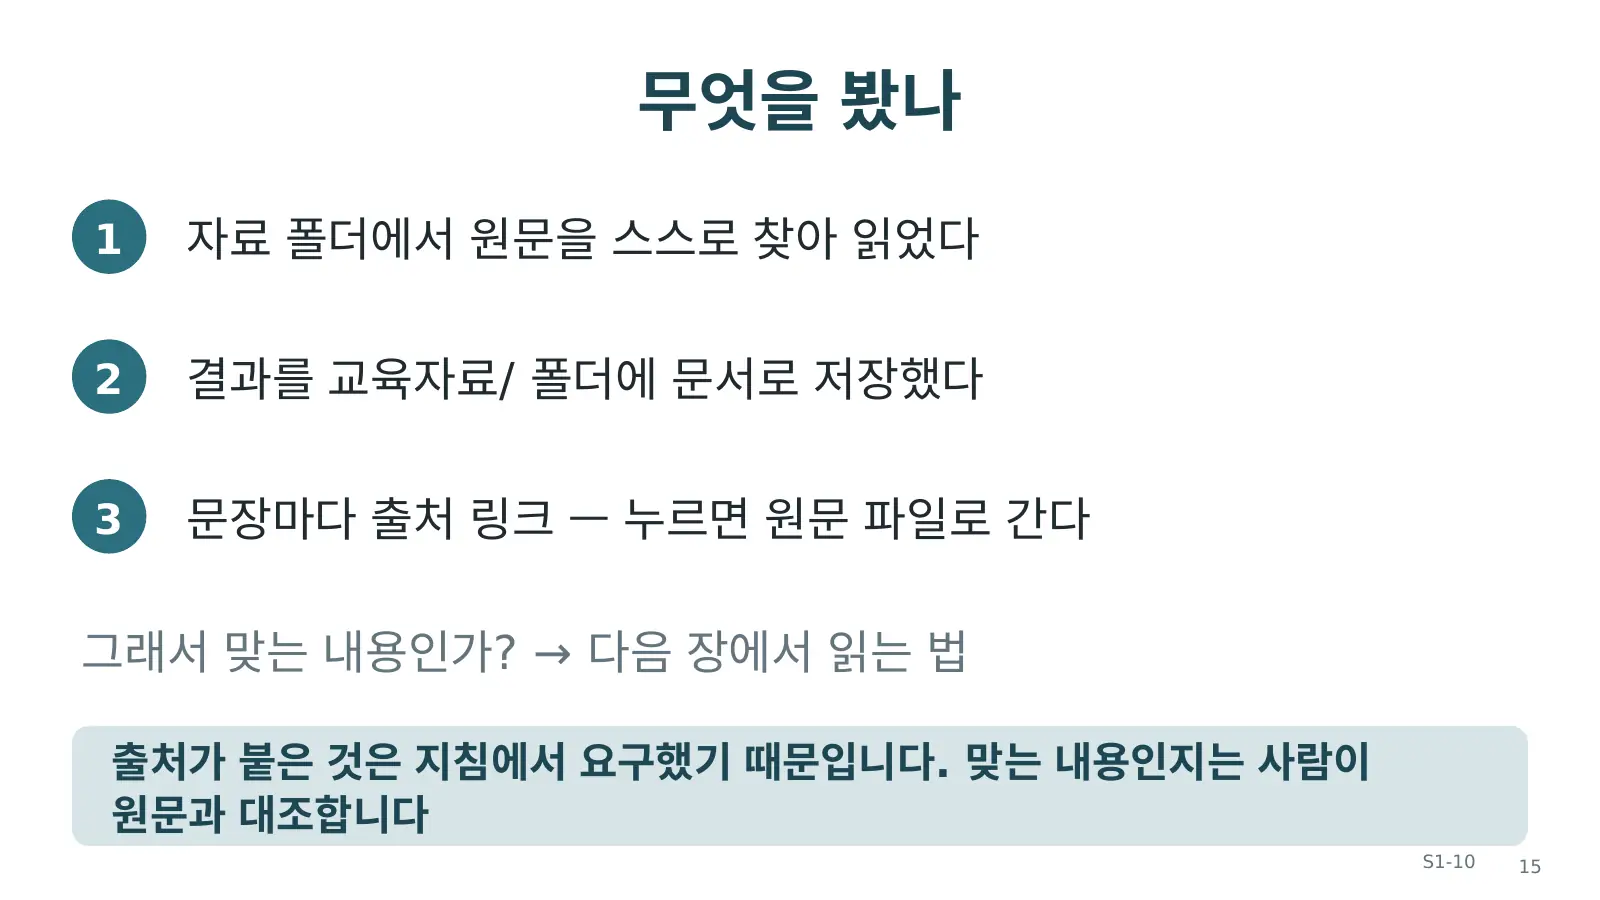 무엇을 봤나
1 자료 폴더에서 원문을 스스로 찾아 읽었다
2 결과를 교육자료/ 폴더에 문서로 저장했다
3 문장마다 출처 링크 — 누르면 원문 파일로 간다
그래서 맞는 내용인가? → 다음 장에서 읽는 법
출처가 붙은 것은 지침에서 요구했기 때문입니다. 맞는 내용인지는 사람이
원문과 대조합니다
S1-10 15